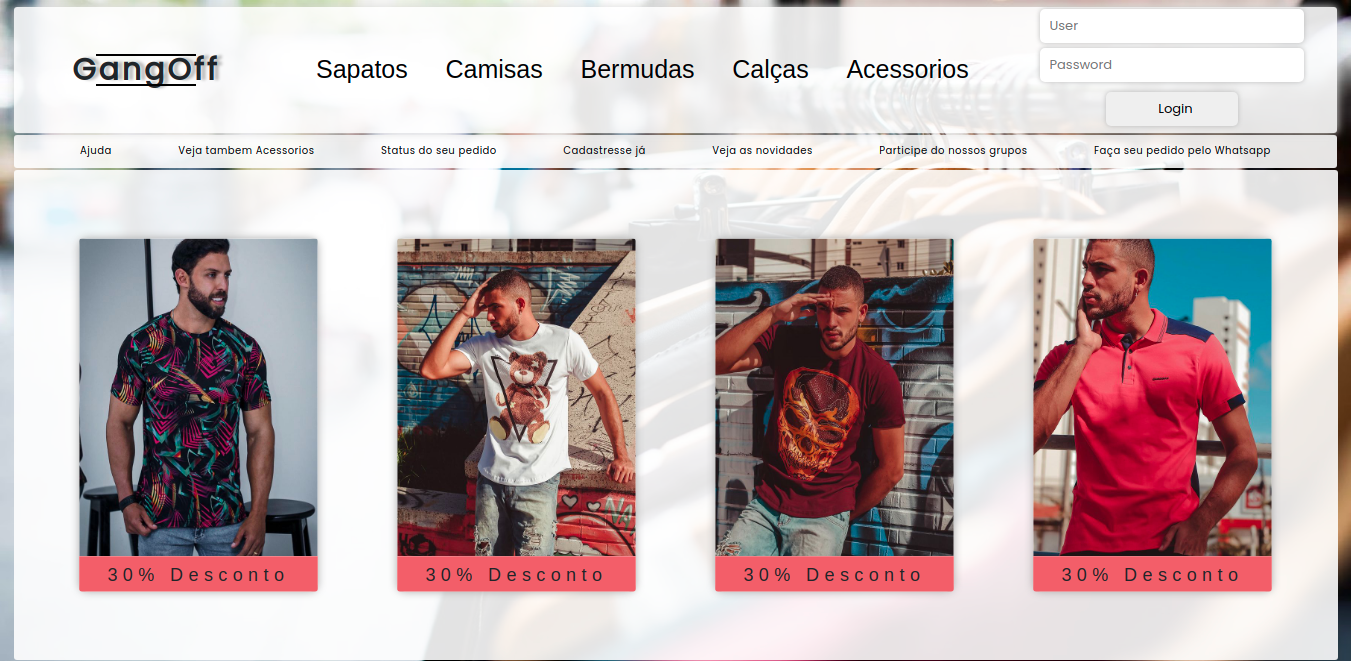 GangOff
Sapatos Camisas Bermudas Calças Acessorios
User
Password
Login
Ajuda Veja tambem Acessorios Status do seu pedido Cadastresse já Veja as novidades Participe do nossos grupos Faça seu pedido pelo Whatsapp
30% Desconto 30% Desconto 30% Desconto 30% Desconto